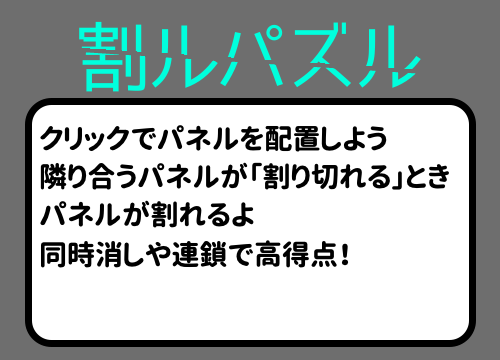 割ルパズル
クリックでパネルを配置しよう
隣り合うパネルが「割り切れる」とき
パネルが割れるよ
同時消しや連鎖で高得点!